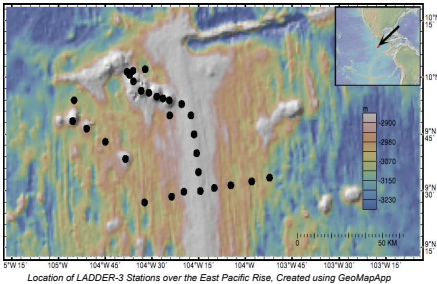 10°N
15'
10°N
9°N
45'
9°N
30'
9°N
15'
m
-2900
-2980
-3070
-3150
-3230
0
50 KM
5°W 15'
105°W
104°W 45'
104°W 30'
104°W 15'
104°W
103°W 45'
103°W 30'
103°W 15'
Location of LADDER-3 Stations over the East Pacific Rise, Created using GeoMapApp